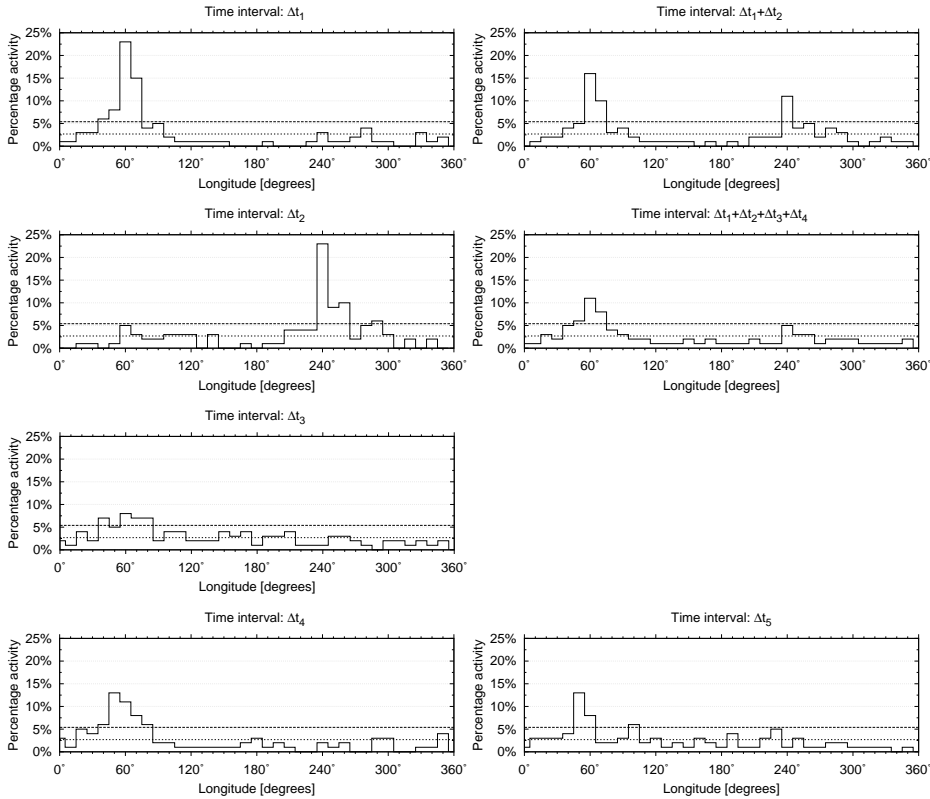 Time interval: Δt1
25%
20%
15%
10%
5%
0%
Percentage activity
0° 60° 120° 180° 240° 300° 360°
Longitude [degrees]
Time interval: Δt1+Δt2
25%
20%
15%
10%
5%
0%
Percentage activity
0° 60° 120° 180° 240° 300° 360°
Longitude [degrees]
Time interval: Δt2
25%
20%
15%
10%
5%
0%
Percentage activity
0° 60° 120° 180° 240° 300° 360°
Longitude [degrees]
Time interval: Δt1+Δt2+Δt3+Δt4
25%
20%
15%
10%
5%
0%
Percentage activity
0° 60° 120° 180° 240° 300° 360°
Longitude [degrees]
Time interval: Δt3
25%
20%
15%
10%
5%
0%
Percentage activity
0° 60° 120° 180° 240° 300° 360°
Longitude [degrees]
Time interval: Δt4
25%
20%
15%
10%
5%
0%
Percentage activity
0° 60° 120° 180° 240° 300° 360°
Longitude [degrees]
Time interval: Δt5
25%
20%
15%
10%
5%
0%
Percentage activity
0° 60° 120° 180° 240° 300° 360°
Longitude [degrees]